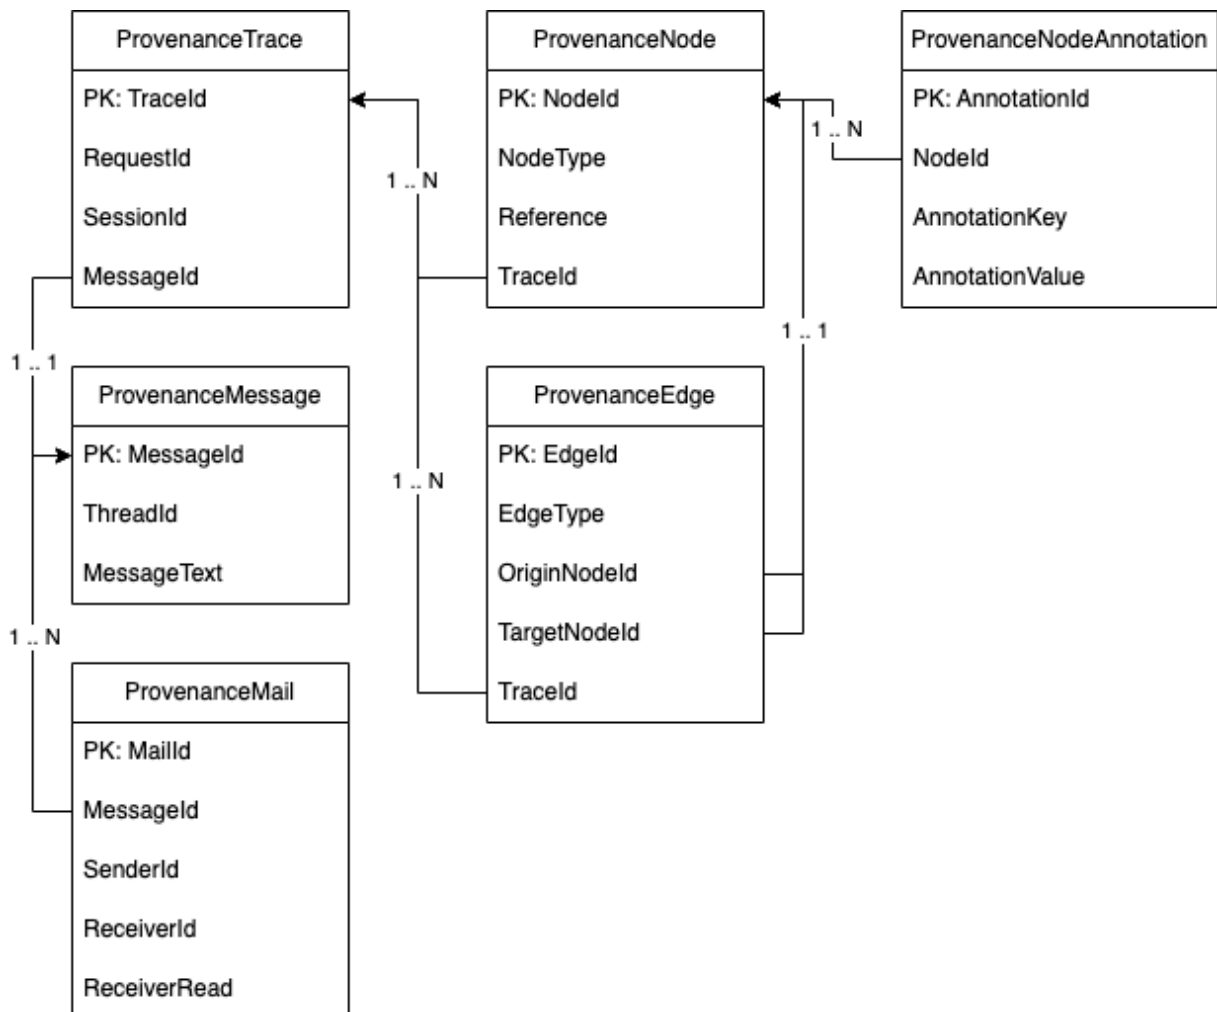 ProvenanceTrace
PK: TraceId
RequestId
SessionId
MessageId
ProvenanceNode
PK: NodeId
NodeType
Reference
TraceId
ProvenanceNodeAnnotation
PK: AnnotationId
NodeId
AnnotationKey
AnnotationValue
1 .. N
1 .. N
1 .. 1
1 .. 1
ProvenanceMessage
PK: MessageId
ThreadId
MessageText
1 .. N
ProvenanceEdge
PK: EdgeId
EdgeType
OriginNodeId
TargetNodeId
TraceId
1 .. N
ProvenanceMail
PK: MailId
MessageId
SenderId
ReceiverId
ReceiverRead